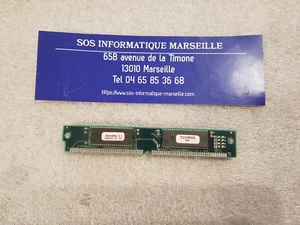 SOS INFORMATIQUE MARSEILLE
65B avenue de la Timone
13010 Marseille
Tel 04 65 85 36 68
https://www.sos-informatique-marseille.com